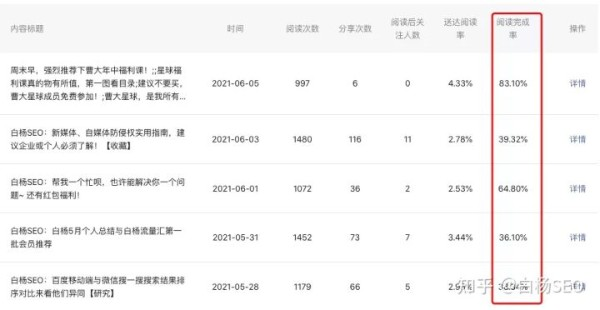 内容标题 时间 阅读次数 分享次数 阅读后关注人数 送达阅读率 阅读完成率 操作
周末早，强烈推荐下曹大年中福利课！;;星球福
利课真的物有所值，第一图看目录;建议不要买，
曹大星球成员免费参加！;曹大星球，是我所有...
2021-06-05 997 6 0 4.33% 83.10% 详情
白杨SEO：新媒体、自媒体防侵权实用指南，建
议企业或个人必须了解！【收藏】
2021-06-03 1480 116 11 2.78% 39.32% 详情
白杨SEO：帮我一个忙呗，也许能解决你一个问
题~ 还有红包福利！
2021-06-01 1072 36 2 2.53% 64.80% 详情
白杨SEO：白杨5月个人总结与白杨流量汇第一
批会员推荐
2021-05-31 1452 73 7 3.44% 36.10% 详情
白杨SEO：百度移动端与微信搜一搜搜索结果排
序对比来看他们异同【研究】
2021-05-28 1179 66 5 详情
知乎 @白杨SEO